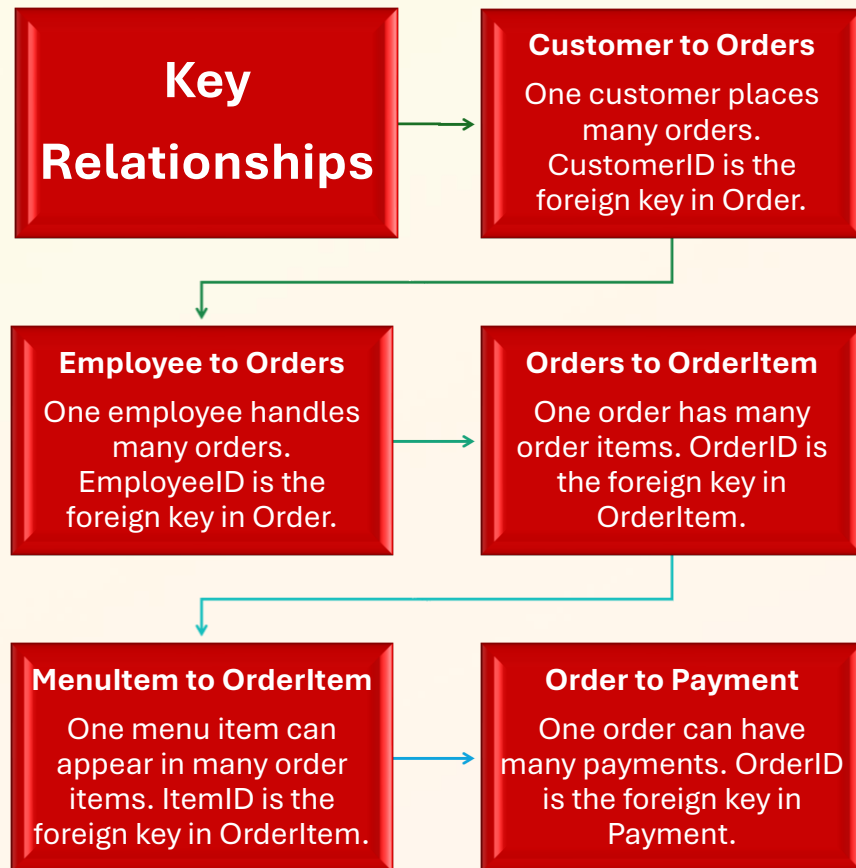 Key
Relationships
Customer to Orders
One customer places
many orders.
CustomerID is the
foreign key in Order.
Employee to Orders
One employee handles
many orders.
EmployeeID is the
foreign key in Order.
Orders to OrderItem
One order has many
order items. OrderID is
the foreign key in
OrderItem.
MenuItem to OrderItem
One menu item can
appear in many order
items. ItemID is the
foreign key in OrderItem.
Order to Payment
One order can have
many payments. OrderID
is the foreign key in
Payment.